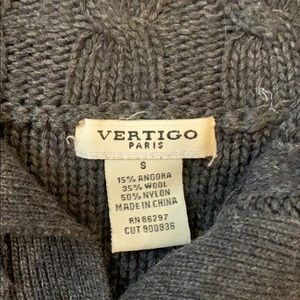 VERTIGO
PARIS
S
15% ANGORA
35% WOOL
50% NYLON
MADE IN CHINA
RN 86297
CUT 900936